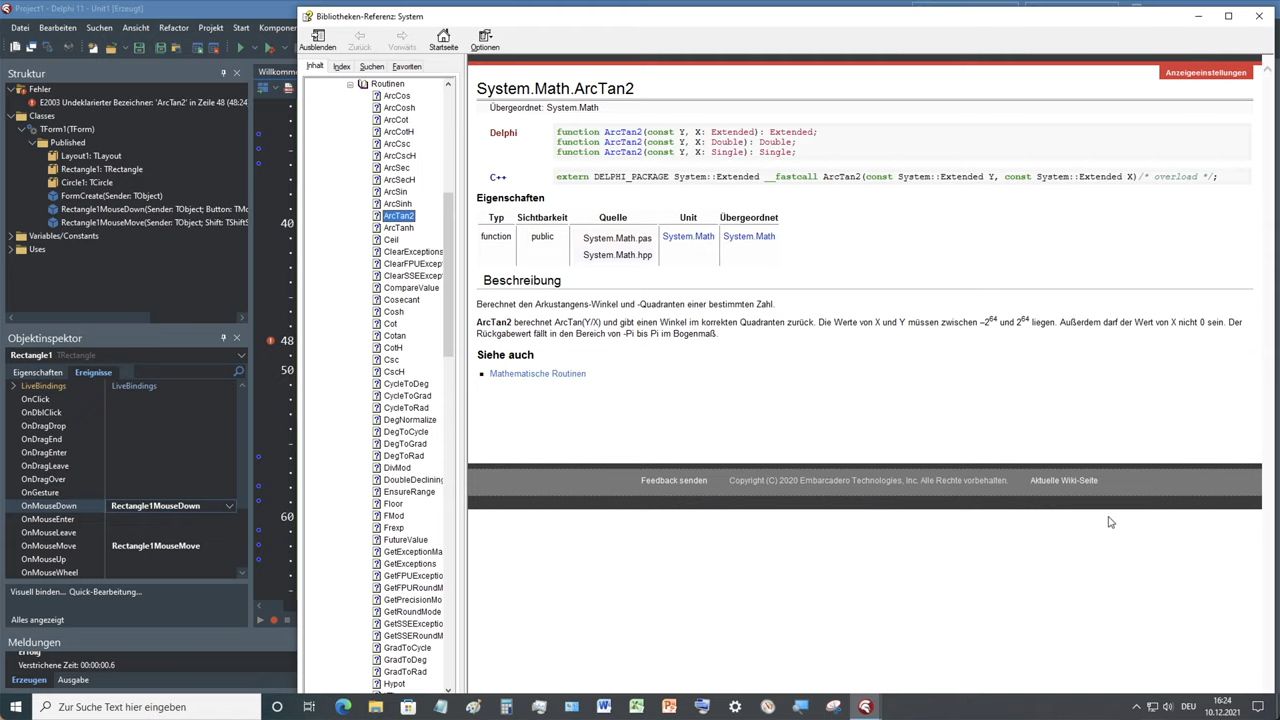 Project1 - Delphi 11 - Unit1 [Erzeugt]
Datei Bearbeiten Suchen Ansicht Refactor Projekt Start
Struktur
Fehler
E2003 Undeklarierter Bezeichner: 'ArcTan2' in Zeile 48 (48:24)
Classes
TForm1(TForm)
Published
Layout1: TLayout
Rectangle1: TRectangle
Circle1: TCircle
FormCreate(Sender: TObject)
Rectangle1MouseDown(Sender: TObject; Button: TMo
Rectangle1MouseMove(Sender: TObject; Shift: TShiftS
Variables/Constants
Uses
Objektinspektor
Rectangle1 TRectangle
Eigenschaften Ereignisse
LiveBindings LiveBindings
OnClick
OnDblClick
OnDragDrop
OnDragEnd
OnDragEnter
OnDragLeave
OnDragOver
OnGesture
OnMouseDown Rectangle1MouseDown
OnMouseEnter
OnMouseLeave
OnMouseMove Rectangle1MouseMove
OnMouseUp
OnMouseWheel
Visuell binden... Quick-Bearbeitung...
Alles angezeigt
Meldungen
Erfolg
Verstrichene Zeit: 00:00:00.6
Erzeugen Ausgabe
Willkomme
40
48
50
60
Bibliotheken-Referenz: System
Ausblenden Zurück Vorwärts Startseite Optionen
Inhalt Index Suchen Favoriten
Routinen
ArcCos
ArcCosh
ArcCot
ArcCotH
ArcCsc
ArcCscH
ArcSec
ArcSecH
ArcSin
ArcSinh
ArcTan2
ArcTanh
Ceil
ClearExceptions
ClearFPUExcep
ClearSSEExcep
CompareValue
Cosecant
Cosh
Cot
Cotan
CotH
Csc
CscH
CycleToDeg
CycleToGrad
CycleToRad
DegNormalize
DegToCycle
DegToGrad
DegToRad
DivMod
DoubleDeclining
EnsureRange
Floor
FMod
Frexp
FutureValue
GetExceptionMa
GetExceptions
GetFPUExceptio
GetFPURoundM
GetPrecisionMo
GetRoundMode
GetSSEExceptio
GetSSERoundM
GradToCycle
GradToDeg
GradToRad
Hypot
Anzeigeeinstellungen
System.Math.ArcTan2
Übergeordnet: System.Math
Delphi
function ArcTan2(const Y, X: Extended): Extended;
function ArcTan2(const Y, X: Double): Double;
function ArcTan2(const Y, X: Single): Single;
C++ extern DELPHI_PACKAGE System::Extended __fastcall ArcTan2(const System::Extended Y, const System::Extended X)/* overload */;
Eigenschaften
Typ Sichtbarkeit Quelle Unit Übergeordnet
function public System.Math.pas System.Math System.Math
System.Math.hpp
Beschreibung
Berechnet den Arkustangens-Winkel und -Quadranten einer bestimmten Zahl.
ArcTan2 berechnet ArcTan(Y/X) und gibt einen Winkel im korrekten Quadranten zurück. Die Werte von X und Y müssen zwischen –2^64 und 2^64 liegen. Außerdem darf der Wert von X nicht 0 sein. Der
Rückgabewert fällt in den Bereich von -Pi bis Pi im Bogenmaß.
Siehe auch
Mathematische Routinen
Feedback senden Copyright (C) 2020 Embarcadero Technologies, Inc. Alle Rechte vorbehalten. Aktuelle Wiki-Seite
Zur Suche Text hier eingeben
DEU
16:24
10.12.2021